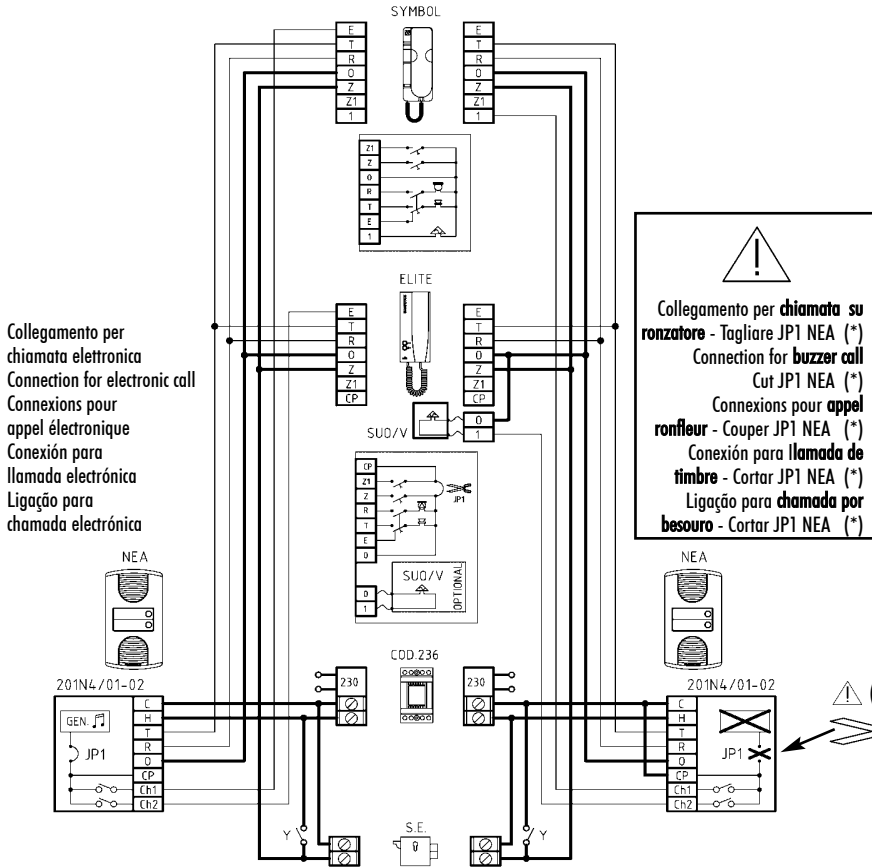 SYMBOL
E
T
R
0
Z
Z1
1
E
T
R
0
Z
Z1
1
Z1
Z
0
R
T
E
1
ELITE
E
T
R
0
Z
Z1
CP
E
T
R
0
Z
Z1
CP
SUO/V
0
1
CP
Z1
Z
R
T
E
0
JP1
SUO/V
OPTIONAL
0
1
Collegamento per
chiamata elettronica
Connection for electronic call
Connexions pour
appel électronique
Conexión para
llamada electrónica
Ligação para
chamada electrónica
!
Collegamento per chiamata su
ronzatore - Tagliare JP1 NEA (*)
Connection for buzzer call
Cut JP1 NEA (*)
Connexions pour appel
ronfleur - Couper JP1 NEA (*)
Conexión para llamada de
timbre - Cortar JP1 NEA (*)
Ligação para chamada por
besouro - Cortar JP1 NEA (*)
NEA
NEA
COD.236
230
230
201N4/01-02
GEN.
JP1
C
H
T
R
0
CP
Ch1
Ch2
201N4/01-02
C
H
T
R
0
CP
Ch1
Ch2
JP1
! (
Y
S.E.
Y